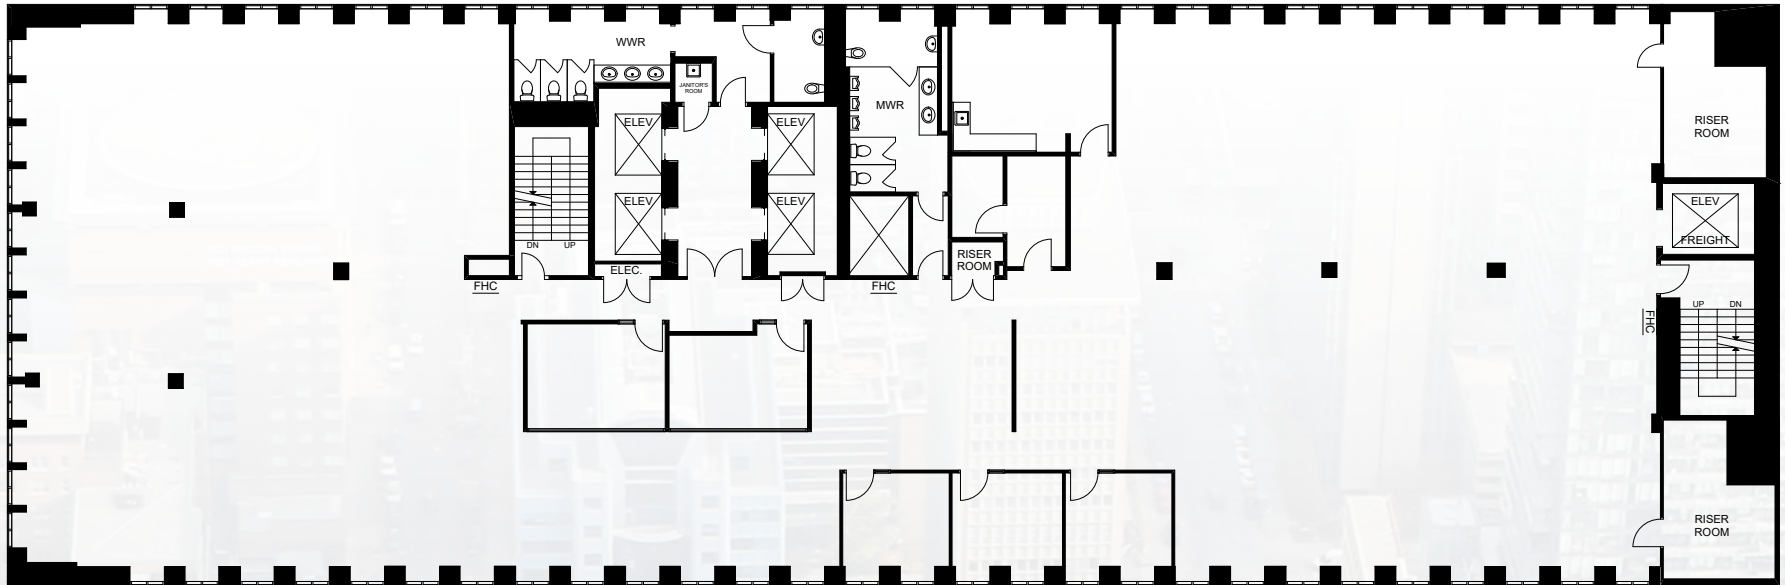 WWR
JANITOR'S
ROOM
MWR
ELEV
ELEV
ELEV
ELEV
DN
UP
ELEC.
FHC
FHC
RISER
ROOM
RISER
ROOM
ELEV
FREIGHT
UP
DN
FHC
RISER
ROOM